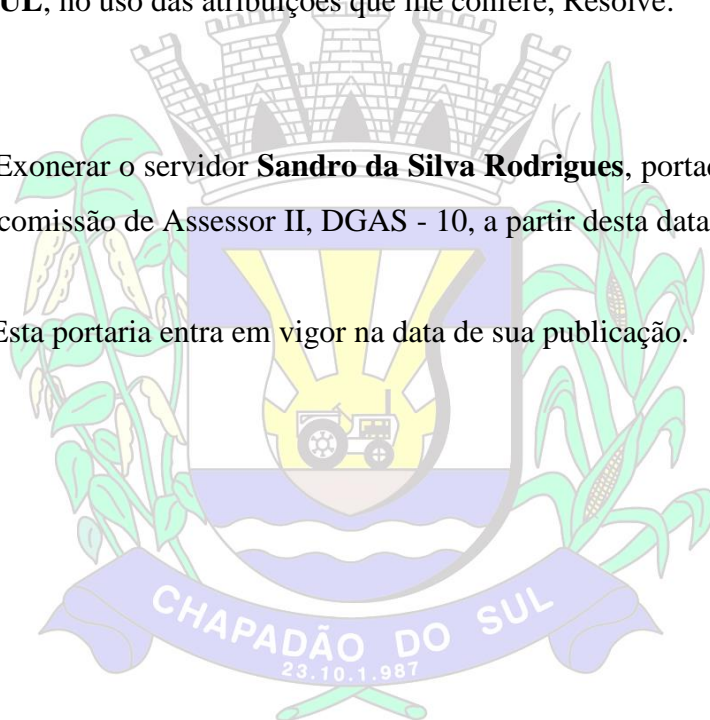 UL, no uso das atribuições que lhe confere, Resolve:
Exonerar o servidor Sandro da Silva Rodrigues, portad
comissão de Assessor II, DGAS - 10, a partir desta data
Esta portaria entra em vigor na data de sua publicação.
CHAPADÃO DO SUL
23.10.1.987